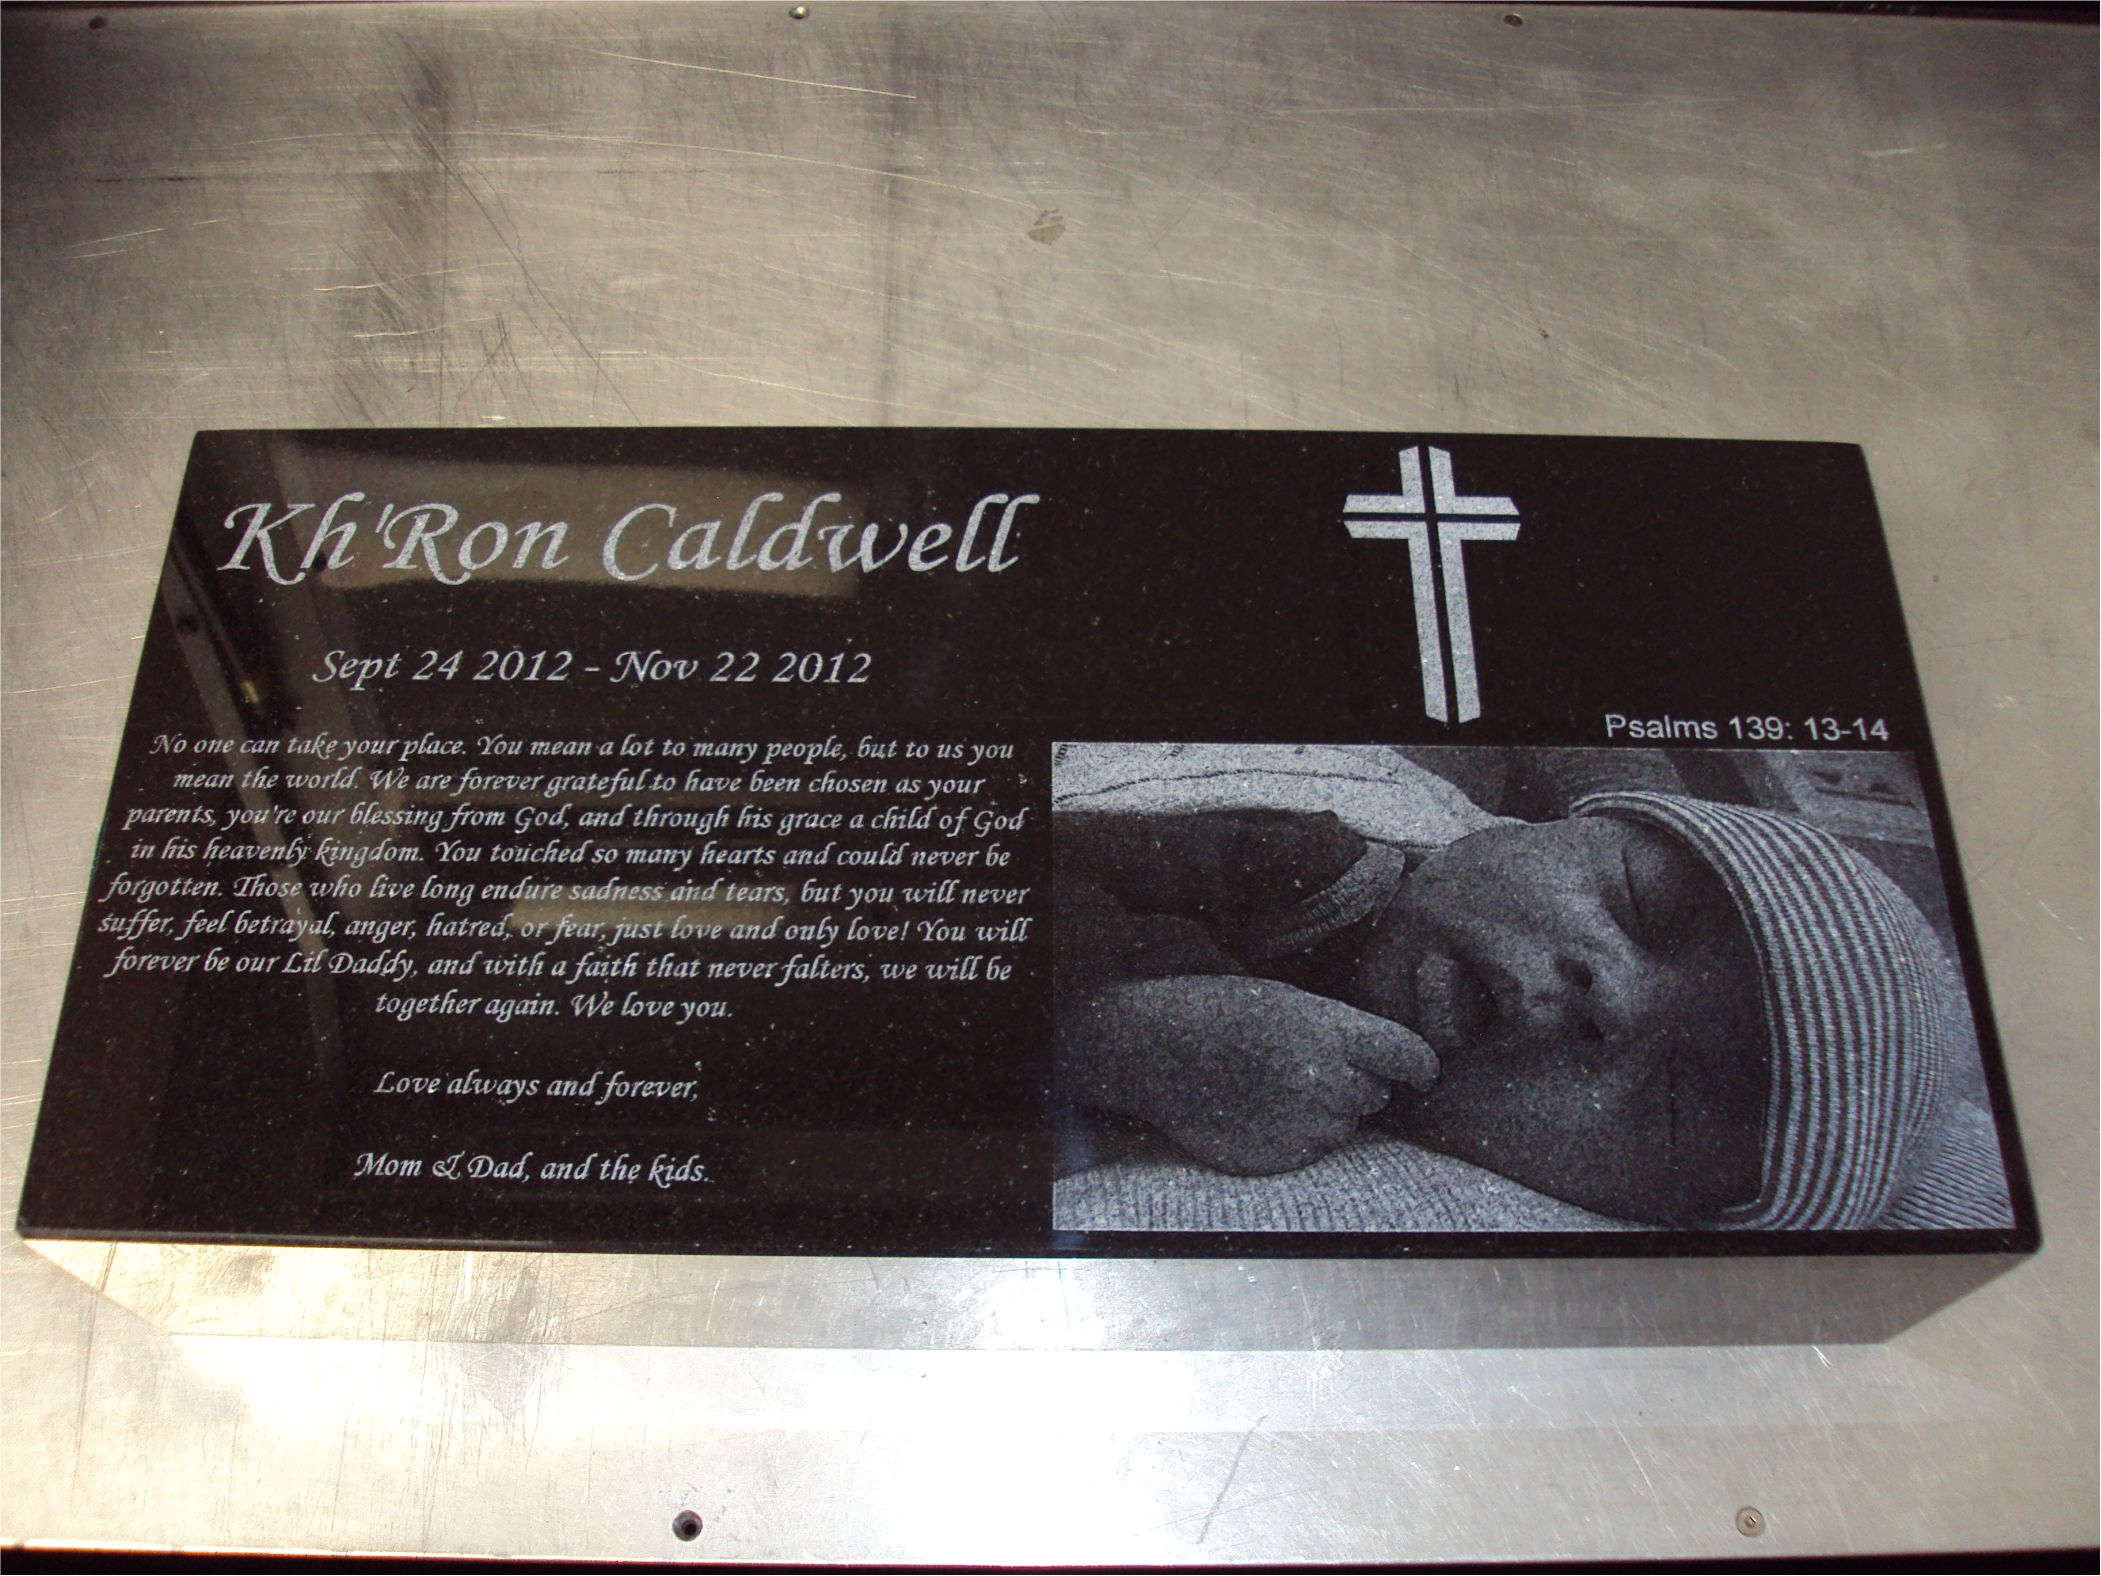 Kh'Ron Caldwell
Sept 24 2012 - Nov 22 2012
No one can take your place. You mean a lot to many people, but to us you
mean the world. We are forever grateful to have been chosen as your
parents, you're our blessing from God, and through his grace a child of God
in his heavenly kingdom. You touched so many hearts and could never be
forgotten. Those who live long endure sadness and tears, but you will never
suffer, feel betrayal, anger, hatred, or fear, just love and only love! You will
forever be our Lil Daddy, and with a faith that never falters, we will be
together again. We love you.
Love always and forever,
Mom & Dad, and the kids.
Psalms 139: 13-14